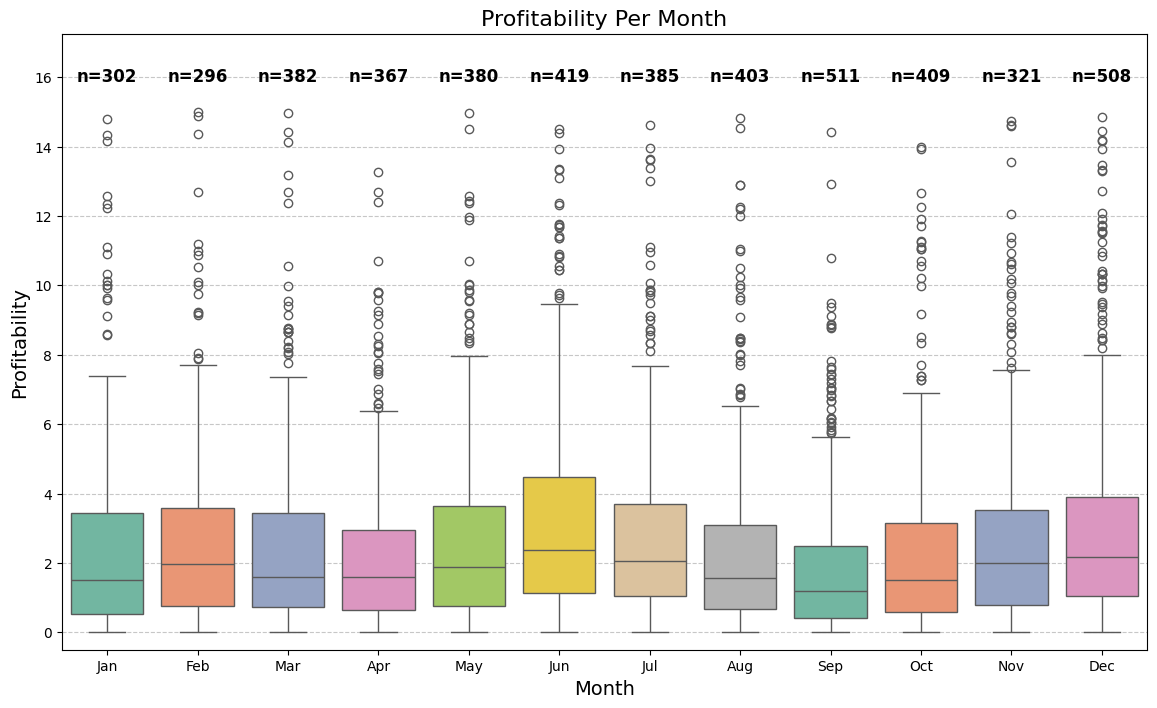 Profitability Per Month
n=302 n=296 n=382 n=367 n=380 n=419 n=385 n=403 n=511 n=409 n=321 n=508
16
14
12
10
8
6
4
2
0
Profitability
Jan Feb Mar Apr May Jun Jul Aug Sep Oct Nov Dec
Month